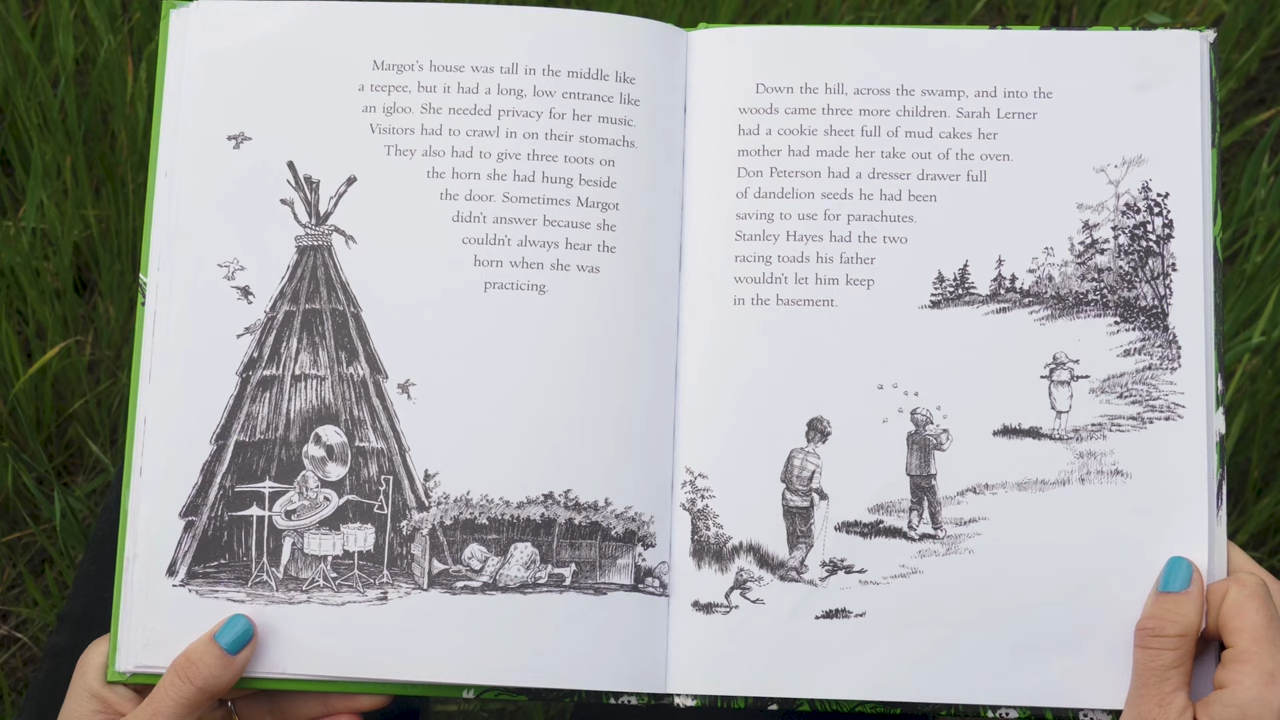 Margot's house was tall in the middle like
a teepee, but it had a long, low entrance like
an igloo. She needed privacy for her music.
Visitors had to crawl in on their stomachs.
They also had to give three toots on
the horn she had hung beside
the door. Sometimes Margot
didn't answer because she
couldn't always hear the
horn when she was
practicing.
Down the hill, across the swamp, and into the
woods came three more children. Sarah Lerner
had a cookie sheet full of mud cakes her
mother had made her take out of the oven.
Don Peterson had a dresser drawer full
of dandelion seeds he had been
saving to use for parachutes.
Stanley Hayes had the two
racing toads his father
wouldn't let him keep
in the basement.